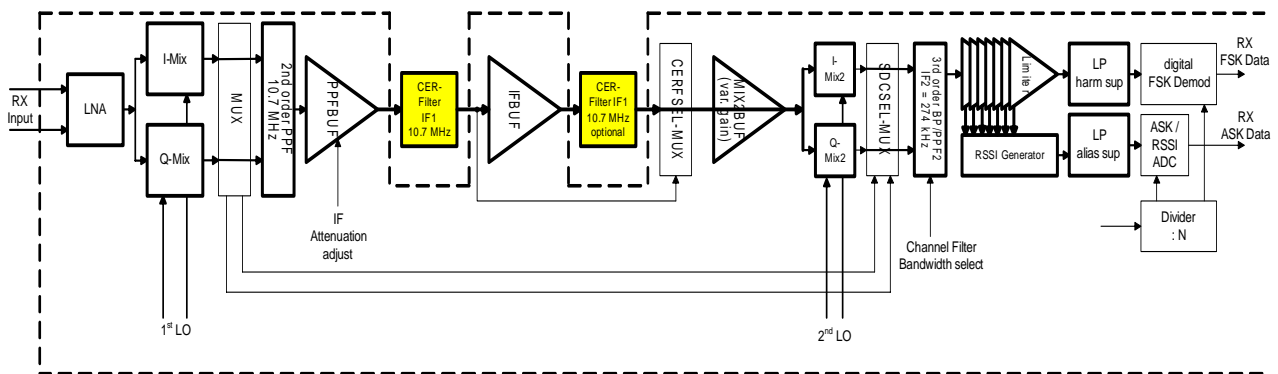 RX
Input
LNA
I-Mix
Q-Mix
MUX
2nd order PPF
10.7 MHz
PPFBUF
IF
Attenuation
adjust
CER-
Filter
IF1
10.7 MHz
IFBUF
CER-
Filter IF1
10.7 MHz
optional
CERFSEL-MUX
MIX2BUF
(var. gain)
I-
Mix2
Q-
Mix2
SDCSEL-MUX
3rd order BP/PPF2
IF2 = 274 kHz
Channel Filter
Bandwidth select
Limiter
RSSI Generator
LP
harm sup
LP
alias sup
digital
FSK Demod
ASK /
RSSI
ADC
Divider
: N
RX
FSK Data
RX
ASK Data
1st LO
2nd LO